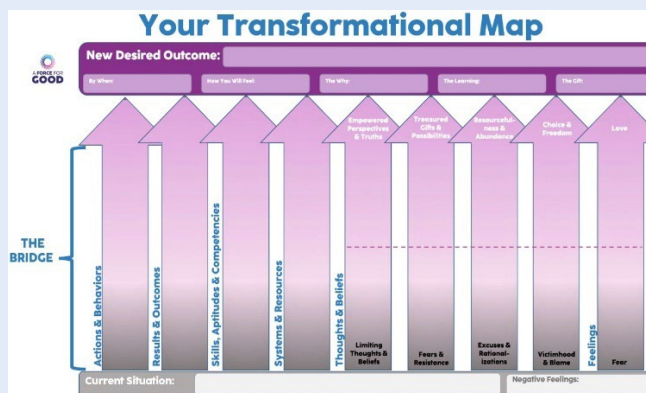 Your Transformational Map
A FORCE FOR
GOOD
New Desired Outcome:
By When:
How You Will Feel:
The Why:
The Learning:
The Gift:
Empowered
Perspectives
& Truths
Treasured
Gifts &
Possibilities
Resourceful-
ness &
Abundance
Choice &
Freedom
Love
THE
BRIDGE
Actions & Behaviors
Results & Outcomes
Skills, Aptitudes & Competencies
Systems & Resources
Thoughts & Beliefs
Feelings
Limiting
Thoughts &
Beliefs
Fears &
Resistance
Excuses &
Rational-
izations
Victimhood
& Blame
Fear
Current Situation:
Negative Feelings: